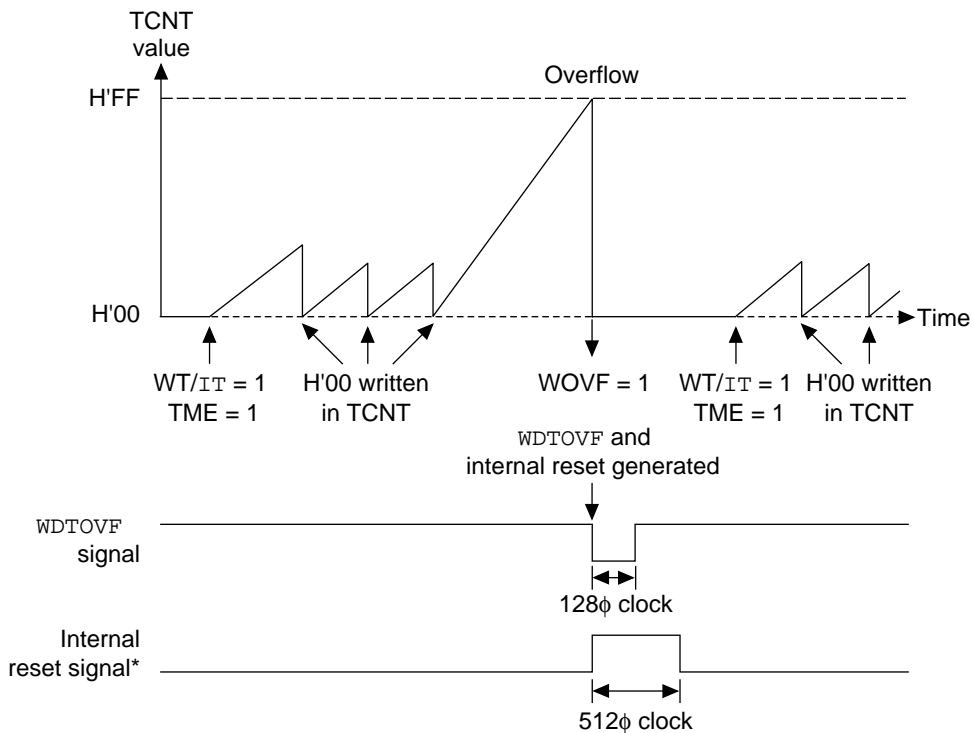 TCNT
value
Overflow
H'FF
H'00
Time
WT/IT = 1
TME = 1
H'00 written
in TCNT
WOVF = 1
WT/IT = 1
TME = 1
H'00 written
in TCNT
WDTOVF and
internal reset generated
WDTOVF
signal
128ϕ clock
Internal
reset signal*
512ϕ clock